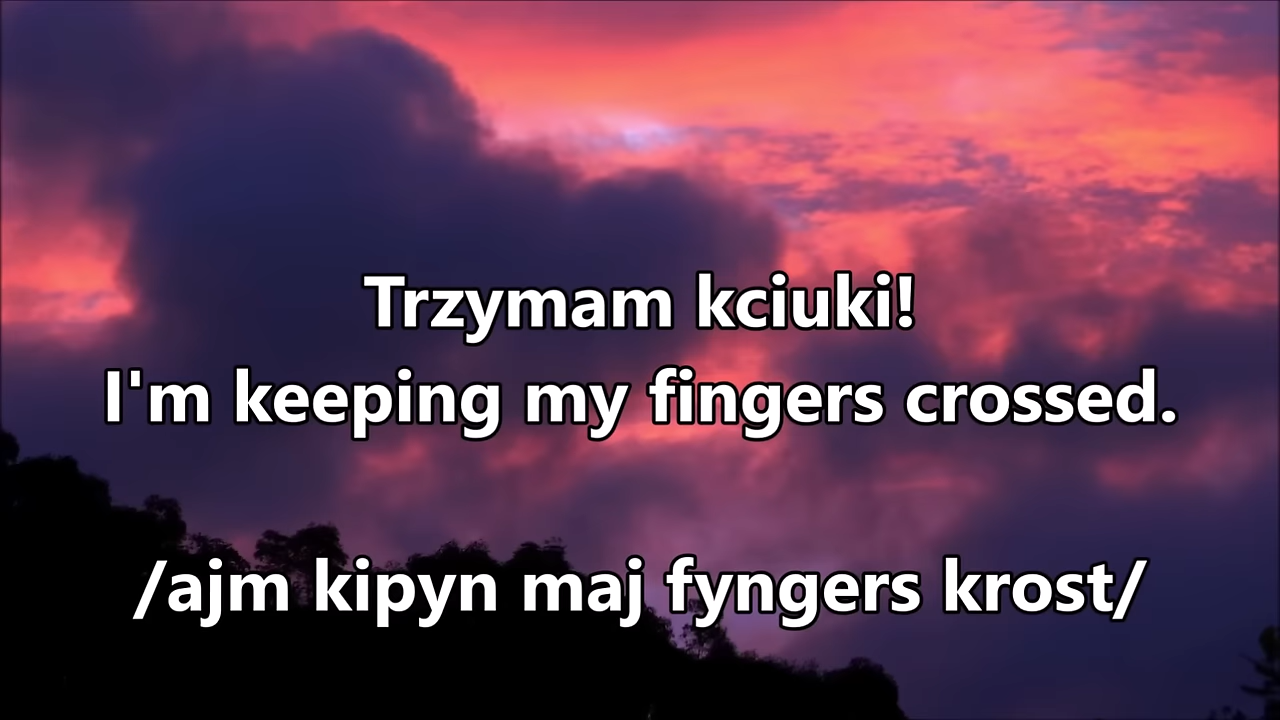 Trzymam kciuki!
I'm keeping my fingers crossed.
/ajm kipyn maj fyngers krost/